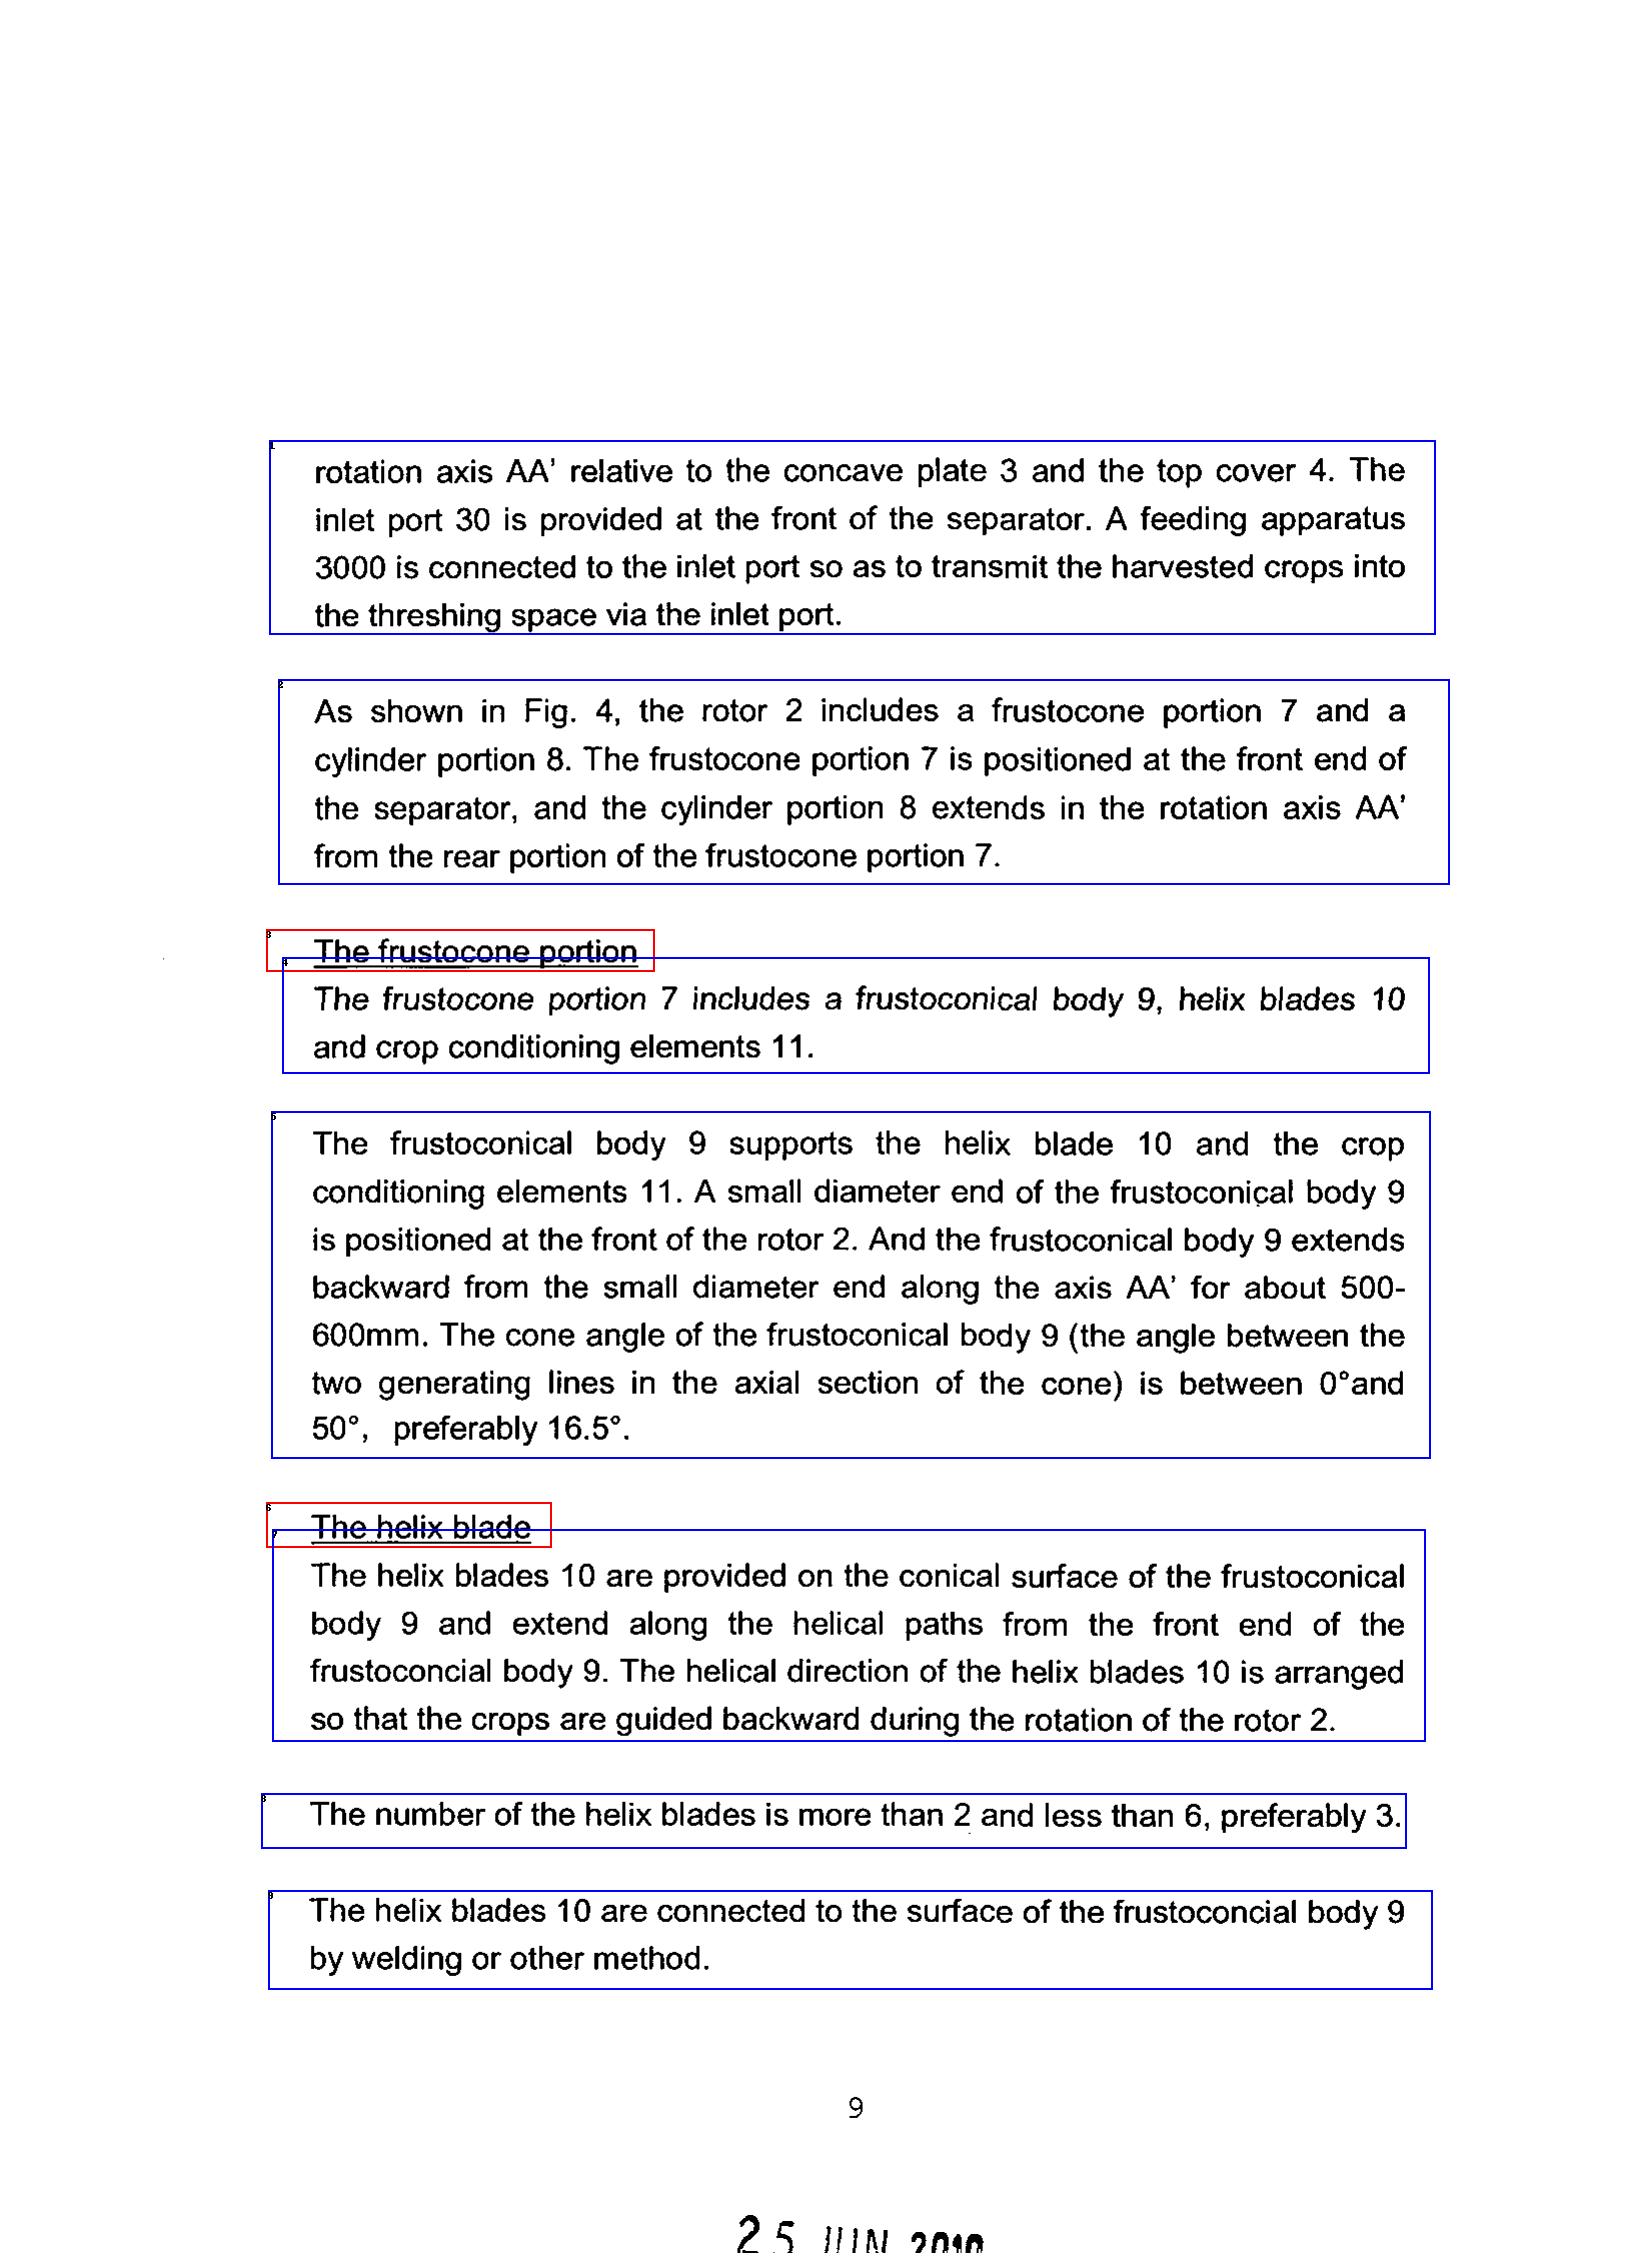 rotation axis AA' relative to the concave plate 3 and the top cover 4. The
inlet port 30 is provided at the front of the separator. A feeding apparatus
3000 is connected to the inlet port so as to transmit the harvested crops into
the threshing space via the inlet port.
As shown in Fig. 4, the rotor 2 includes a frustocone portion 7 and a
cylinder portion 8. The frustocone portion 7 is positioned at the front end of
the separator, and the cylinder portion 8 extends in the rotation axis AA'
from the rear portion of the frustocone portion 7.
The frustocone portion
The frustocone portion 7 includes a frustoconical body 9, helix blades 10
and crop conditioning elements 11.
The frustoconical body 9 supports the helix blade 10 and the crop
conditioning elements 11. A small diameter end of the frustoconical body 9
is positioned at the front of the rotor 2. And the frustoconical body 9 extends
backward from the small diameter end along the axis AA' for about 500-
600mm. The cone angle of the frustoconical body 9 (the angle between the
two generating lines in the axial section of the cone) is between 0°and
50°, preferably 16.5°.
The helix blade
The helix blades 10 are provided on the conical surface of the frustoconical
body 9 and extend along the helical paths from the front end of the
frustoconcial body 9. The helical direction of the helix blades 10 is arranged
so that the crops are guided backward during the rotation of the rotor 2.
The number of the helix blades is more than 2 and less than 6, preferably 3.
The helix blades 10 are connected to the surface of the frustoconcial body 9
by welding or other method.
9
25 JUN 2010